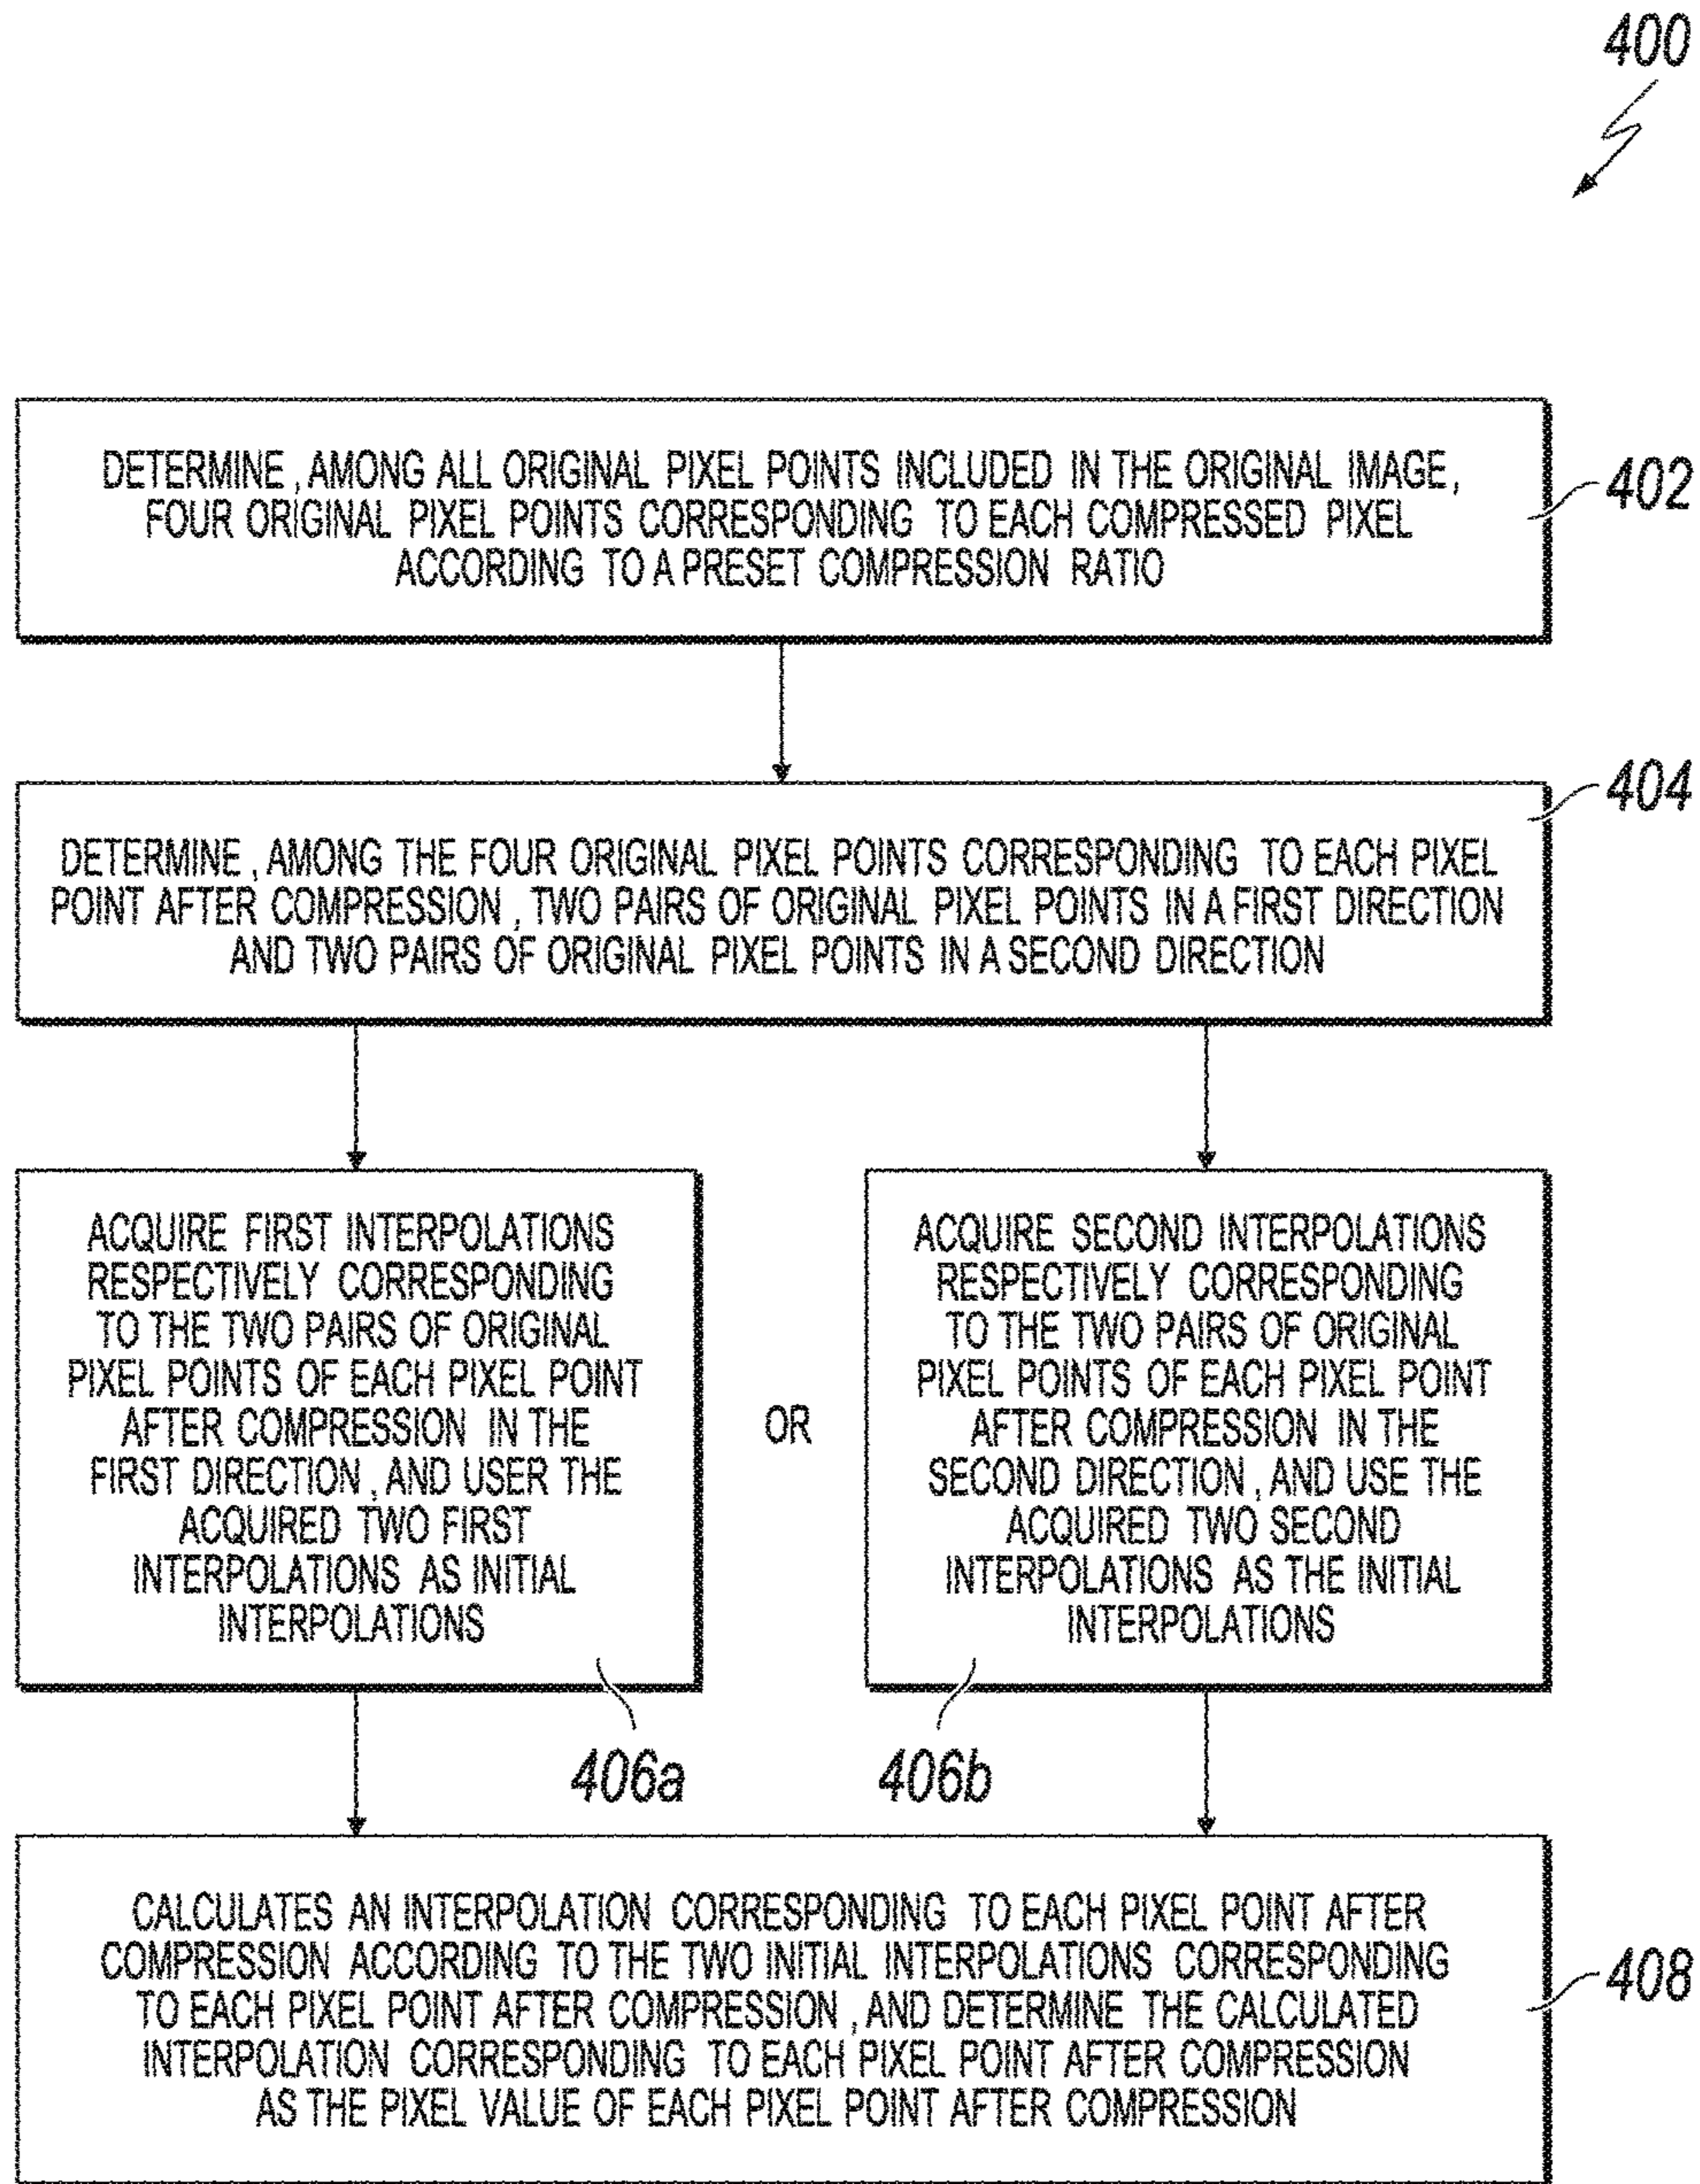 400
DETERMINE, AMONG ALL ORIGINAL PIXEL POINTS INCLUDED IN THE ORIGINAL IMAGE,
FOUR ORIGINAL PIXEL POINTS CORRESPONDING TO EACH COMPRESSED PIXEL
ACCORDING TO A PRESET COMPRESSION RATIO
402
DETERMINE, AMONG THE FOUR ORIGINAL PIXEL POINTS CORRESPONDING TO EACH PIXEL
POINT AFTER COMPRESSION, TWO PAIRS OF ORIGINAL PIXEL POINTS IN A FIRST DIRECTION
AND TWO PAIRS OF ORIGINAL PIXEL POINTS IN A SECOND DIRECTION
404
ACQUIRE FIRST INTERPOLATIONS
RESPECTIVELY CORRESPONDING
TO THE TWO PAIRS OF ORIGINAL
PIXEL POINTS OF EACH PIXEL POINT
AFTER COMPRESSION IN THE
FIRST DIRECTION, AND USER THE
ACQUIRED TWO FIRST
INTERPOLATIONS AS INITIAL
INTERPOLATIONS
406a
OR
ACQUIRE SECOND INTERPOLATIONS
RESPECTIVELY CORRESPONDING
TO THE TWO PAIRS OF ORIGINAL
PIXEL POINTS OF EACH PIXEL POINT
AFTER COMPRESSION IN THE
SECOND DIRECTION, AND USE THE
ACQUIRED TWO SECOND
INTERPOLATIONS AS THE INITIAL
INTERPOLATIONS
406b
CALCULATES AN INTERPOLATION CORRESPONDING TO EACH PIXEL POINT AFTER
COMPRESSION ACCORDING TO THE TWO INITIAL INTERPOLATIONS CORRESPONDING
TO EACH PIXEL POINT AFTER COMPRESSION, AND DETERMINE THE CALCULATED
INTERPOLATION CORRESPONDING TO EACH PIXEL POINT AFTER COMPRESSION
AS THE PIXEL VALUE OF EACH PIXEL POINT AFTER COMPRESSION
408